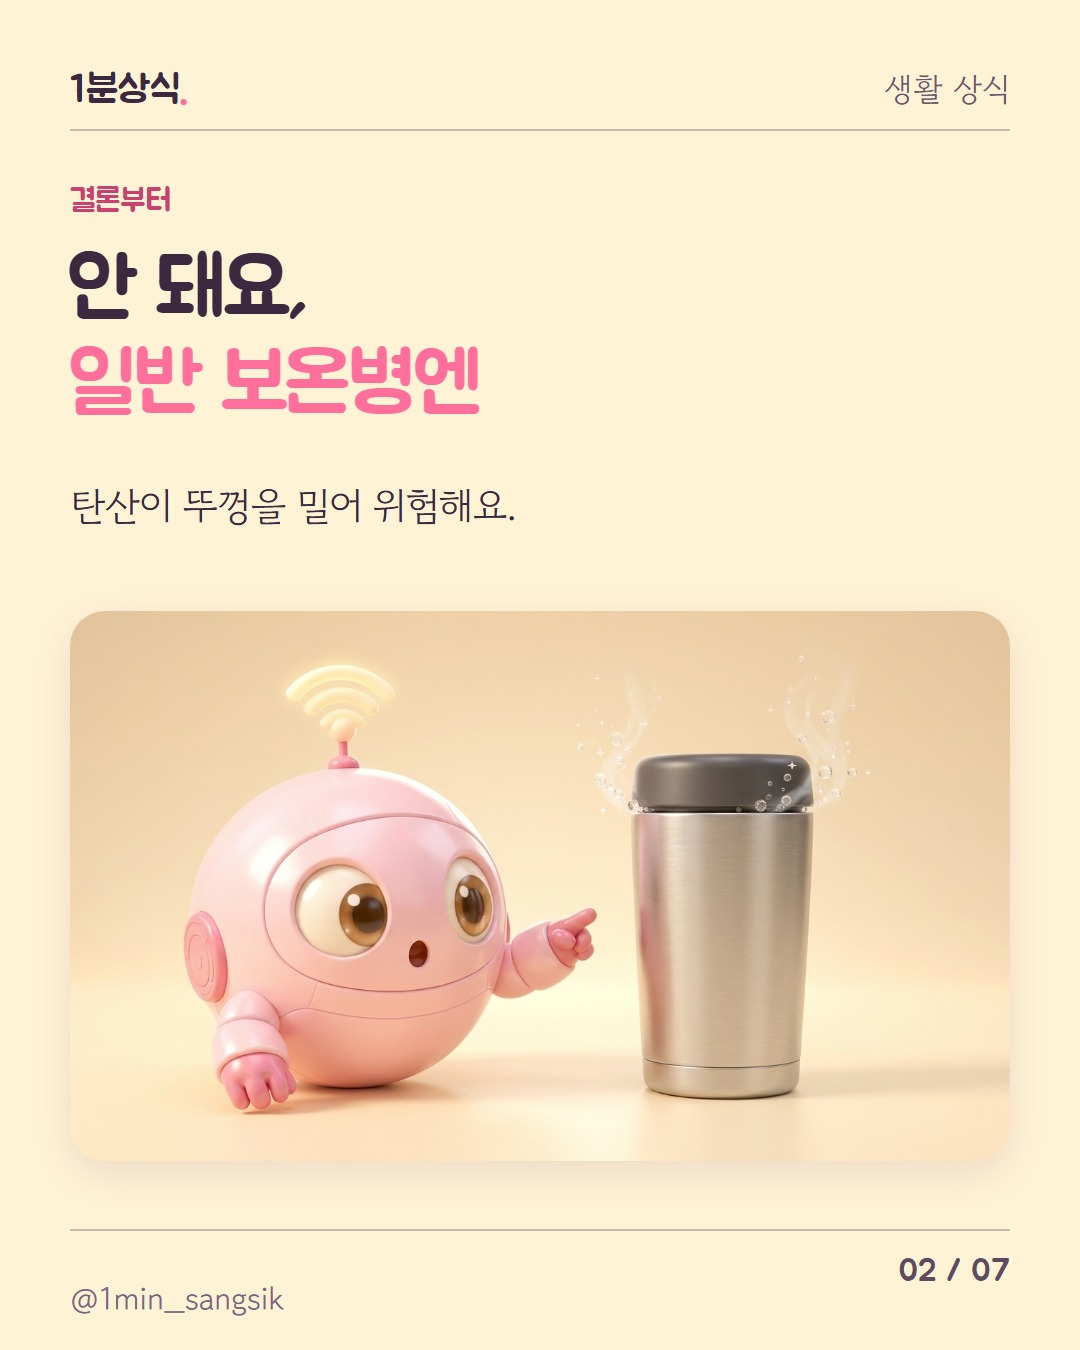 1분상식.
생활 상식
결론부터
안 돼요,
일반 보온병엔
탄산이 뚜껑을 밀어 위험해요.
02 / 07
@1min_sangsik